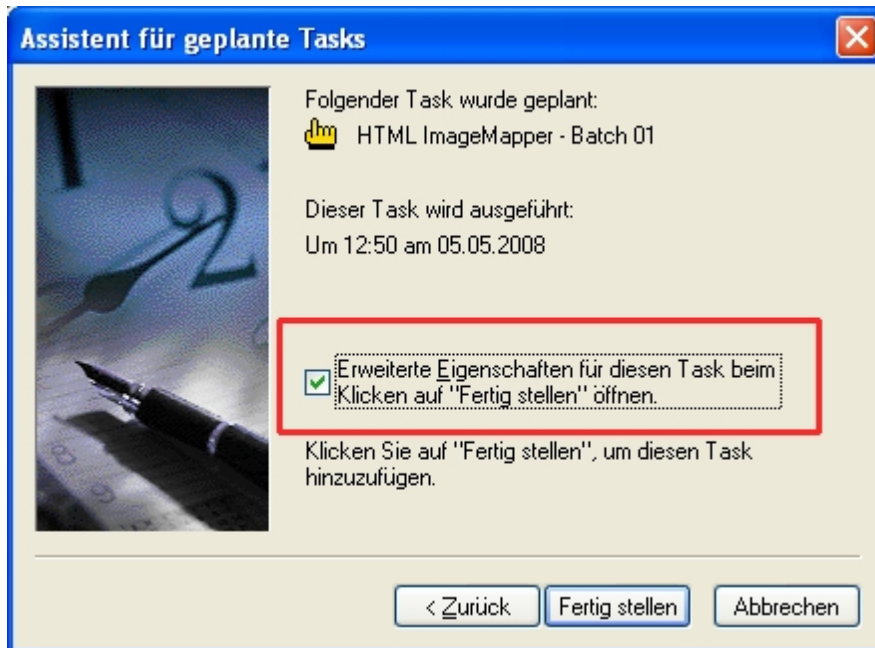 Assistent für geplante Tasks
Folgender Task wurde geplant:
HTML ImageMapper - Batch 01
Dieser Task wird ausgeführt:
Um 12:50 am 05.05.2008
Erweiterte Eigenschaften für diesen Task beim
Klicken auf "Fertig stellen" öffnen.
Klicken Sie auf "Fertig stellen", um diesen Task
hinzuzufügen.
< Zurück
Fertig stellen
Abbrechen